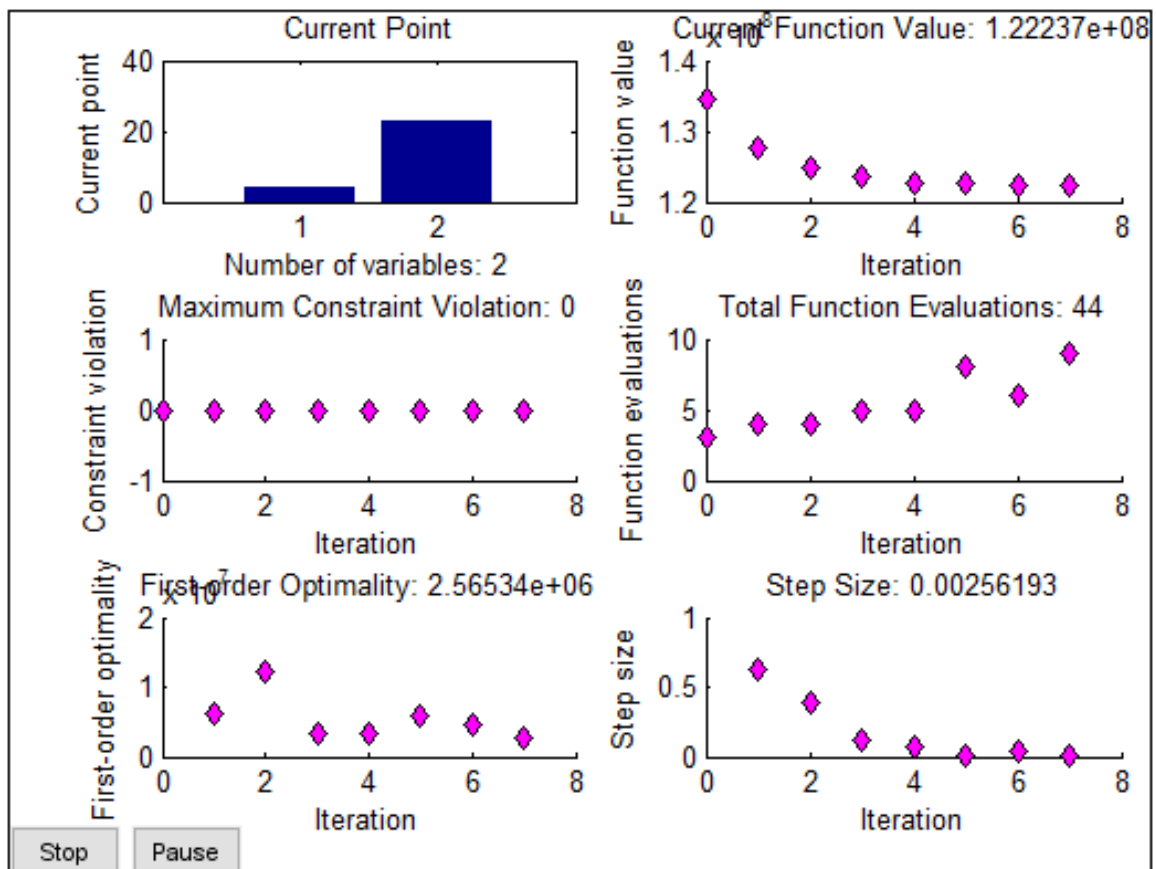 Current Point
Current point
40
20
0
1 2
Number of variables: 2
Current Function Value: 1.22237e+08
x 10^8
Function value
1.4
1.3
1.2
0 2 4 6 8
Iteration
Maximum Constraint Violation: 0
Constraint violation
1
0
-1
0 2 4 6 8
Iteration
Total Function Evaluations: 44
Function evaluations
10
5
0
0 2 4 6 8
Iteration
First-order Optimality: 2.56534e+06
x 10^7
First-order optimality
2
1
0
0 2 4 6 8
Iteration
Step Size: 0.00256193
Step size
1
0.5
0
0 2 4 6 8
Iteration
Stop Pause